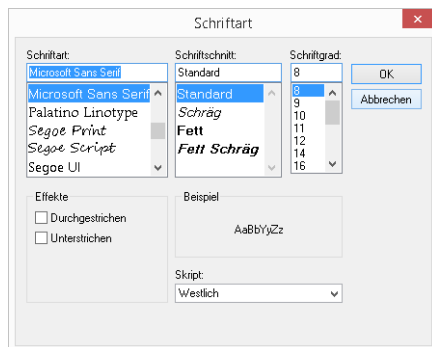 Schriftart
Schriftart:
Schriftschnitt:
Schriftgrad:
Microsoft Sans Serif
Standard
8
OK
Abbrechen
Microsoft Sans Serif
Palatino Linotype
Segoe Print
Segoe Script
Segoe UI
Standard
Schräg
Fett
Fett Schräg
8
9
10
11
12
14
16
Effekte
Durchgestrichen
Unterstrichen
Beispiel
AaBbYyZz
Skript:
Westlich